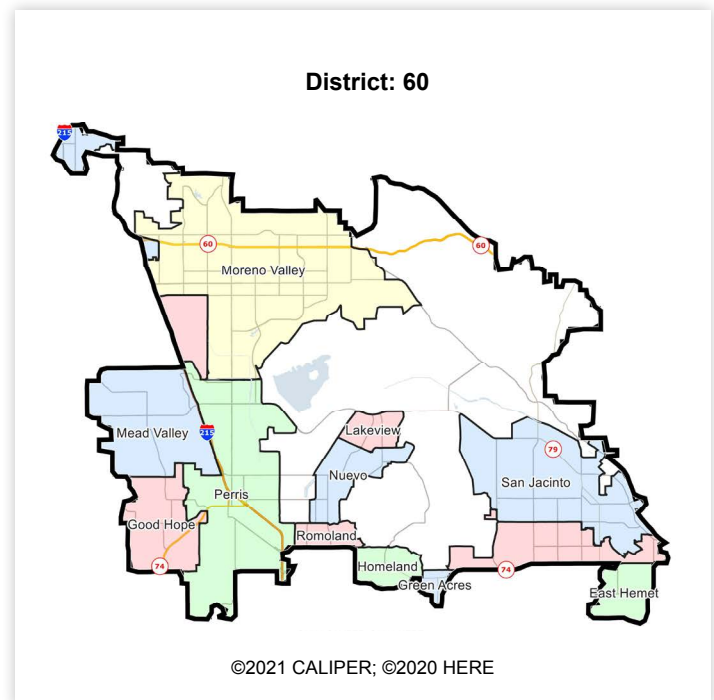 District: 60
215
60
60
Moreno Valley
Mead Valley
215
Lakeview
79
Nuevo
San Jacinto
Perris
Good Hope
Romoland
74
Homeland
74
Green Acres
East Hemet
©2021 CALIPER; ©2020 HERE